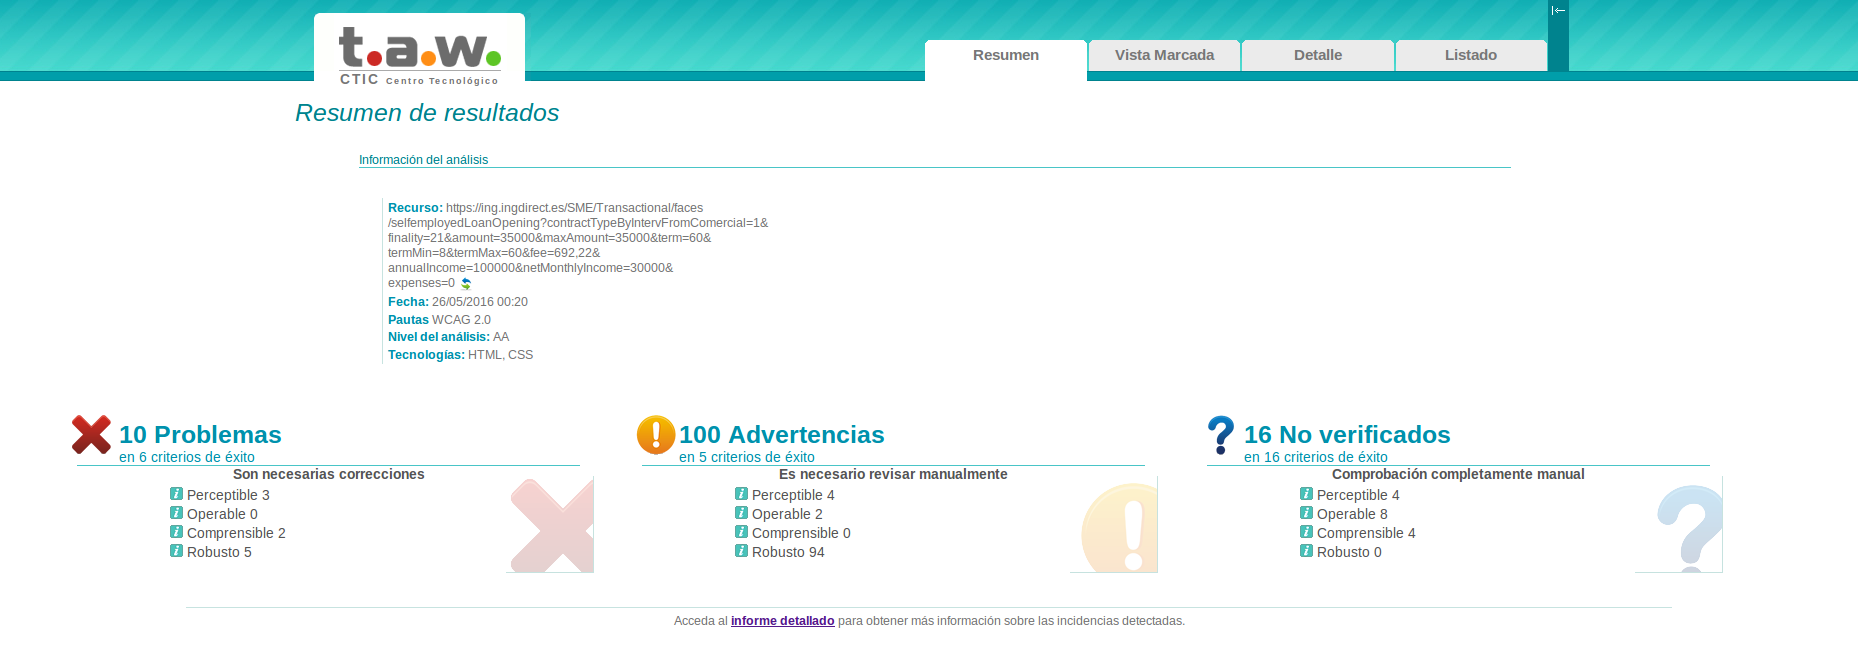 t.a.w.
CTIC Centro Tecnológico
Resumen
Vista Marcada
Detalle
Listado
Resumen de resultados
Información del análisis
Recurso: https://ing.ingdirect.es/SME/Transactional/faces
/selfemployedLoanOpening?contractTypeByIntervFromComercial=1&
finality=21&amount=35000&maxAmount=35000&term=60&
termMin=8&termMax=60&fee=692,22&
annualIncome=100000&netMonthlyIncome=30000&
expenses=0
Fecha: 26/05/2016 00:20
Pautas WCAG 2.0
Nivel del análisis: AA
Tecnologías: HTML, CSS
10 Problemas
en 6 criterios de éxito
Son necesarias correcciones
Perceptible 3
Operable 0
Comprensible 2
Robusto 5
100 Advertencias
en 5 criterios de éxito
Es necesario revisar manualmente
Perceptible 4
Operable 2
Comprensible 0
Robusto 94
16 No verificados
en 16 criterios de éxito
Comprobación completamente manual
Perceptible 4
Operable 8
Comprensible 4
Robusto 0
Acceda al informe detallado para obtener más información sobre las incidencias detectadas.